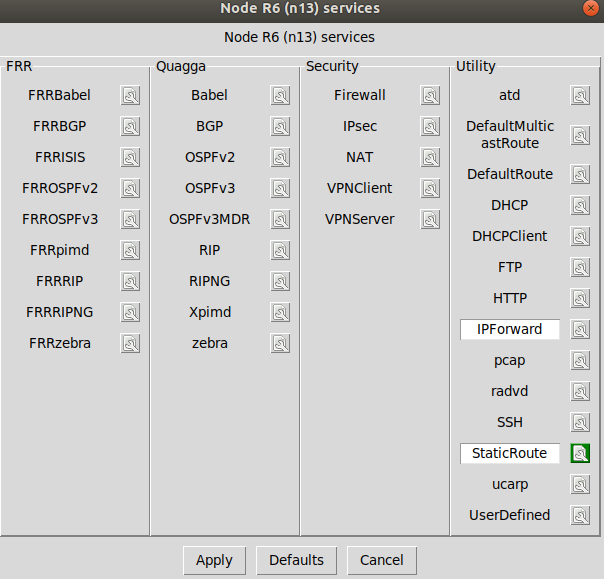 Node R6 (n13) services
Node R6 (n13) services
FRR
FRRBabel
FRRBGP
FRRISIS
FRROSPFv2
FRROSPFv3
FRRpimd
FRRRIP
FRRRIPNG
FRRzebra
Quagga
Babel
BGP
OSPFv2
OSPFv3
OSPFv3MDR
RIP
RIPNG
Xpimd
zebra
Security
Firewall
IPsec
NAT
VPNClient
VPNServer
Utility
atd
DefaultMultic
astRoute
DefaultRoute
DHCP
DHCPClient
FTP
HTTP
IPForward
pcap
radvd
SSH
StaticRoute
ucarp
UserDefined
Apply
Defaults
Cancel